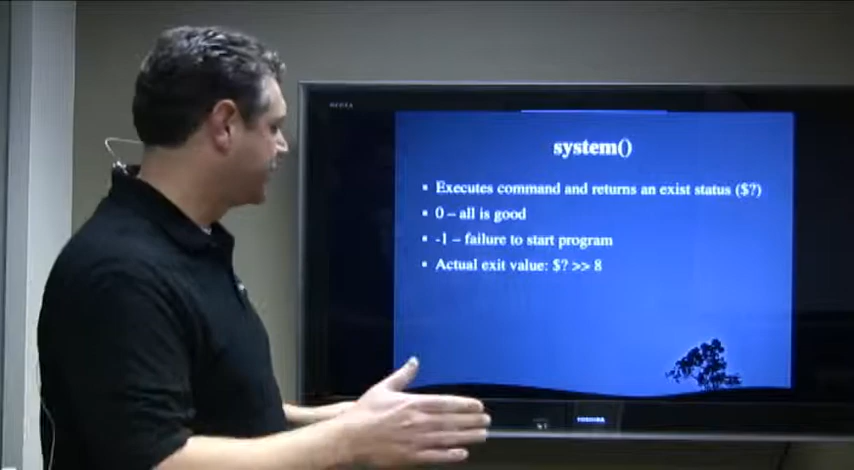 system()
Executes command and returns an exist status ($?)
0 – all is good
-1 – failure to start program
Actual exit value: $? >> 8
TOSHIBA